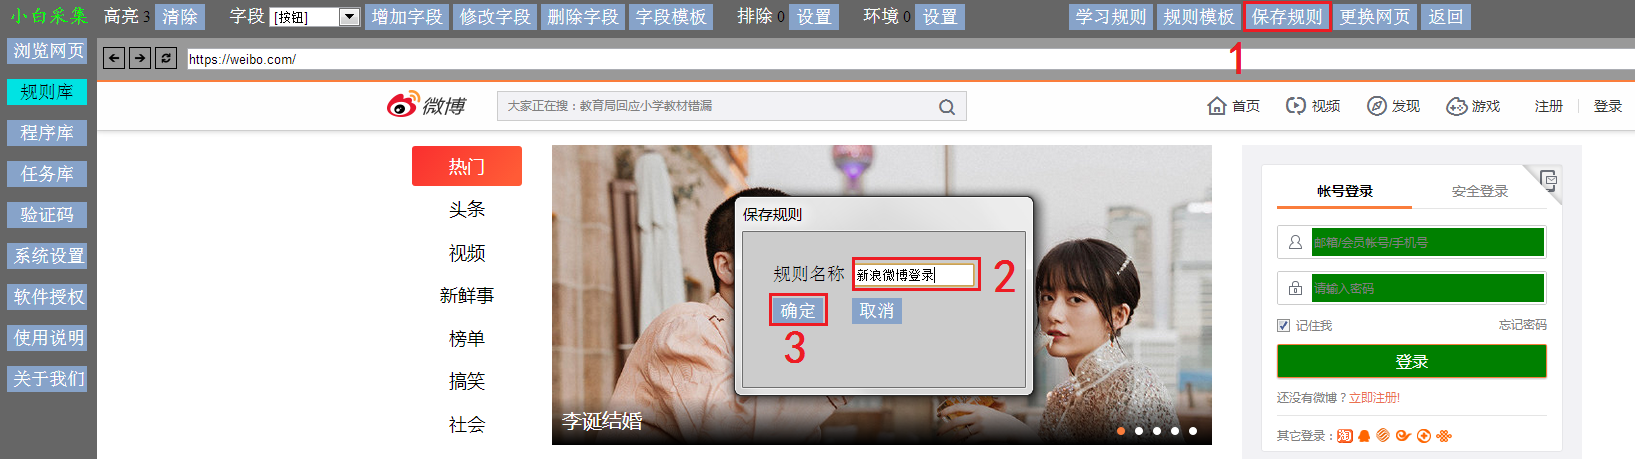 小白采集 高亮 3 清除 字段 [按钮] 增加字段 修改字段 删除字段 字段模板 排除 0 设置 环境 0 设置 学习规则 规则模板 保存规则 更换网页 返回
1
浏览网页
https://weibo.com/
规则库
微博 大家正在搜：教育局回应小学教材错漏 首页 视频 发现 游戏 注册 登录
程序库
任务库
验证码
系统设置
软件授权
使用说明
关于我们
热门
头条
视频
新鲜事
榜单
搞笑
社会
保存规则
规则名称 新浪微博登录 2
确定 取消
3
李诞结婚
帐号登录 安全登录
邮箱/会员帐号/手机号
请输入密码
记住我 忘记密码
登录
还没有微博？立即注册!
其它登录： 淘